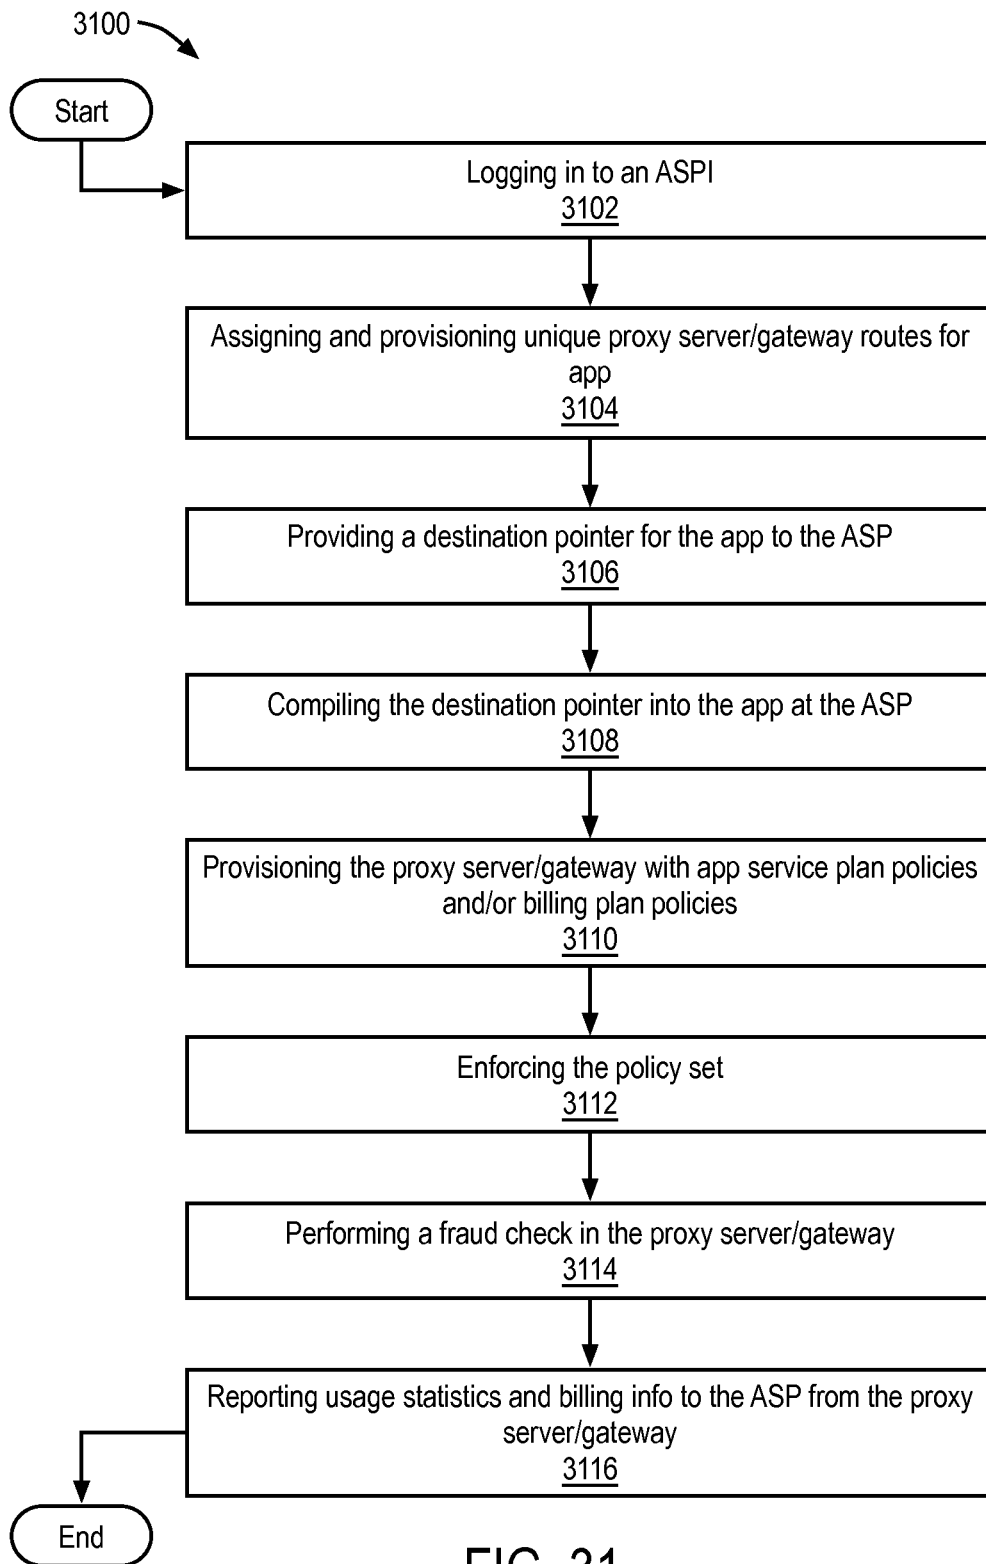 3100
Start
Logging in to an ASPI
3102
Assigning and provisioning unique proxy server/gateway routes for
app
3104
Providing a destination pointer for the app to the ASP
3106
Compiling the destination pointer into the app at the ASP
3108
Provisioning the proxy server/gateway with app service plan policies
and/or billing plan policies
3110
Enforcing the policy set
3112
Performing a fraud check in the proxy server/gateway
3114
Reporting usage statistics and billing info to the ASP from the proxy
server/gateway
3116
End
FIG. 31